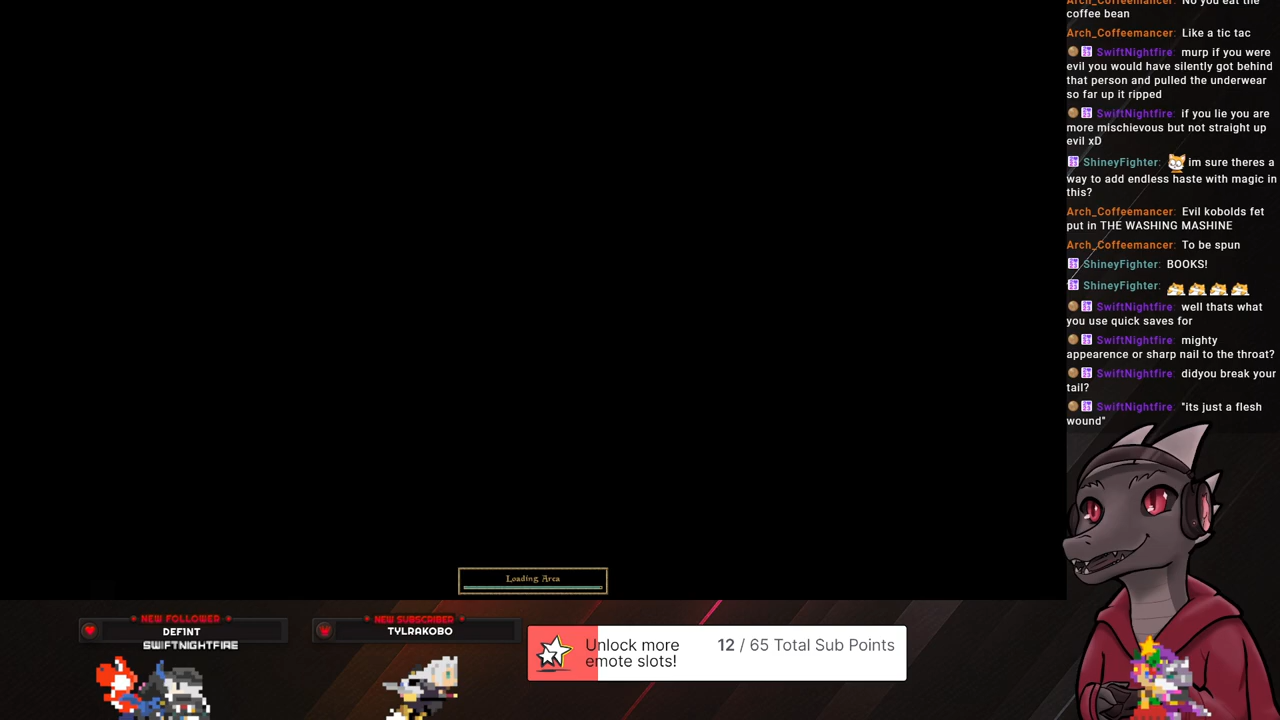 Arch_Coffeemancer: No you eat the
coffee bean
Arch_Coffeemancer: Like a tic tac
SwiftNightfire: murp if you were
evil you would have silently got behind
that person and pulled the underwear
so far up it ripped
SwiftNightfire: if you lie you are
more mischievous but not straight up
evil xD
ShineyFighter: im sure theres a
way to add endless haste with magic in
this?
Arch_Coffeemancer: Evil kobolds fet
put in THE WASHING MASHINE
Arch_Coffeemancer: To be spun
ShineyFighter: BOOKS!
ShineyFighter:
SwiftNightfire: well thats what
you use quick saves for
SwiftNightfire: mighty
appearence or sharp nail to the throat?
SwiftNightfire: didyou break your
tail?
SwiftNightfire: "its just a flesh
wound"
Loading Area
NEW FOLLOWER
DEFINT
SWIFTNIGHTFIRE
NEW SUBSCRIBER
TYLRAKOBO
Unlock more
emote slots!
12 / 65 Total Sub Points